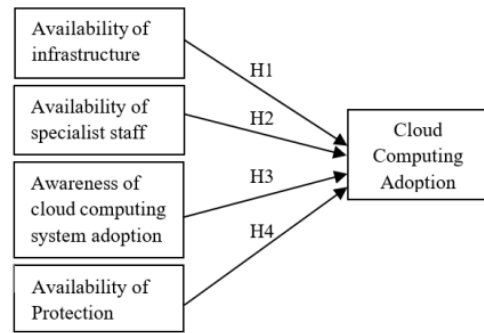 Availability of
infrastructure
H1
Availability of
specialist staff
H2
Cloud
Computing
Adoption
Awareness of
cloud computing
system adoption
H3
H4
Availability of
Protection